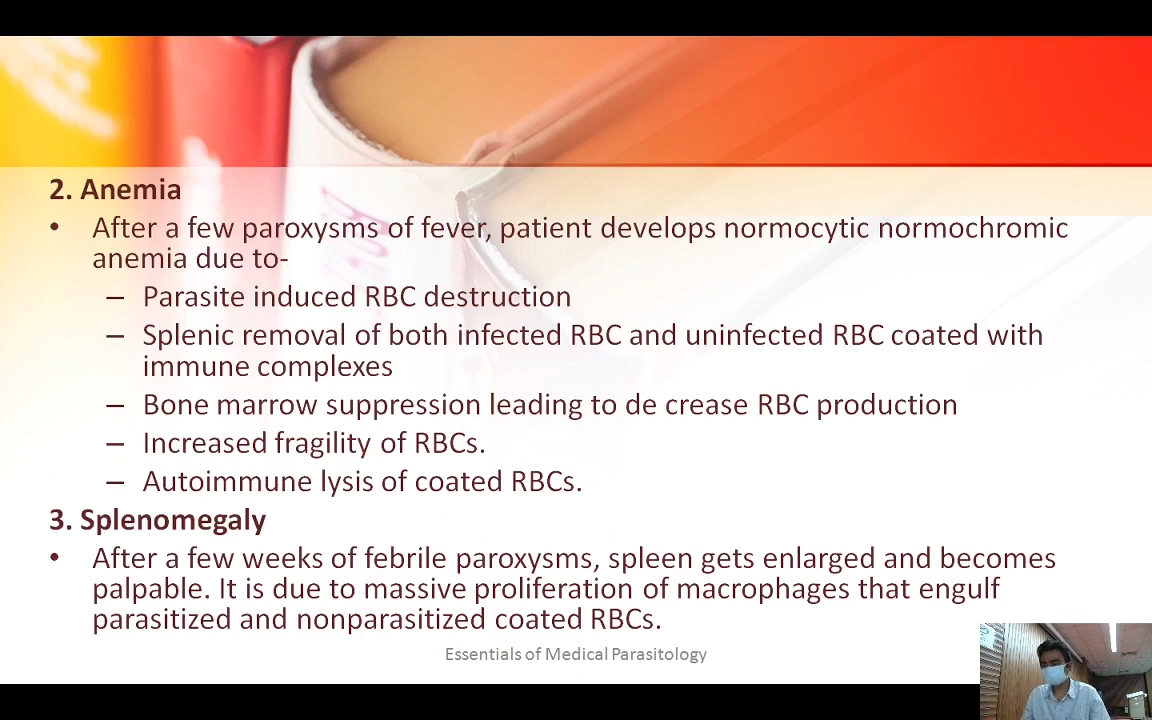 2. Anemia
• After a few paroxysms of fever, patient develops normocytic normochromic
anemia due to-
– Parasite induced RBC destruction
– Splenic removal of both infected RBC and uninfected RBC coated with
immune complexes
– Bone marrow suppression leading to de crease RBC production
– Increased fragility of RBCs.
– Autoimmune lysis of coated RBCs.
3. Splenomegaly
• After a few weeks of febrile paroxysms, spleen gets enlarged and becomes
palpable. It is due to massive proliferation of macrophages that engulf
parasitized and nonparasitized coated RBCs.
Essentials of Medical Parasitology